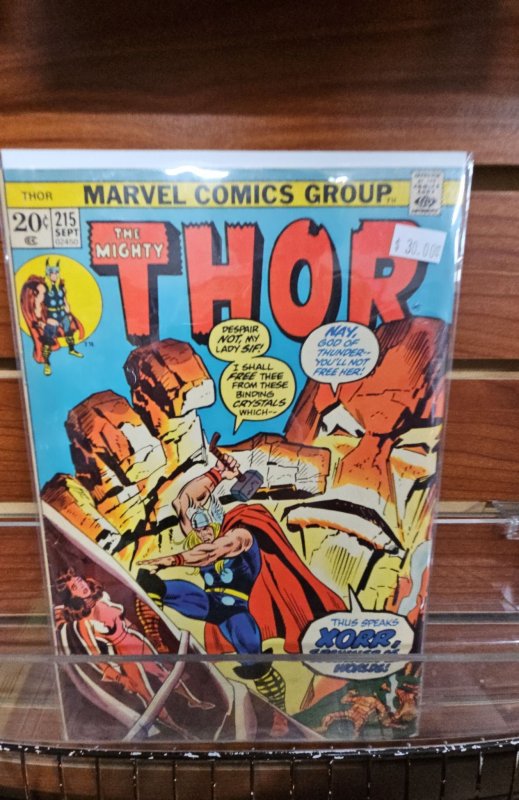 THOR
MARVEL COMICS GROUP
TM
20¢
215
SEPT
02450
THE
MIGHTY
THOR
$ 30.00
DESPAIR
NOT, MY
LADY SIF!
I SHALL
FREE THEE
FROM THESE
BINDING
CRYSTALS
WHICH--
NAY,
GOD OF
THUNDER--
YOU'LL NOT
FREE HER!
THUS SPEAKS
XORR,
WORLDS!